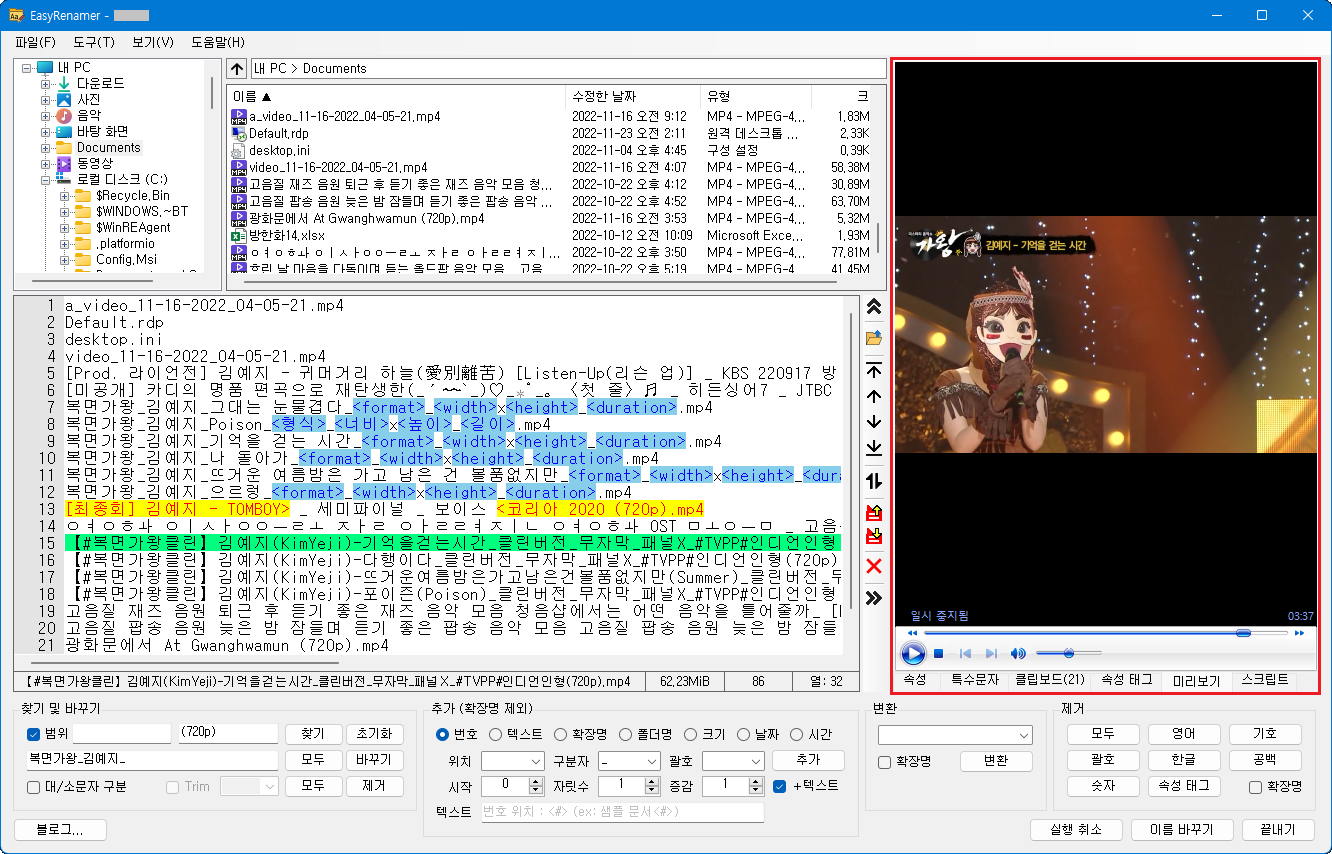 EasyRenamer -
파일(F) 도구(T) 보기(V) 도움말(H)
내 PC
다운로드
사진
음악
바탕 화면
Documents
동영상
로컬 디스크 (C:)
$Recycle.Bin
$WINDOWS.~BT
$WinREAgent
.platformio
Config.Msi
내 PC > Documents
이름 ▲ 수정한 날짜 유형 크
a_video_11-16-2022_04-05-21.mp4 2022-11-16 오전 9:12 MP4 - MPEG-4... 1.83M
Default.rdp 2022-11-23 오전 2:11 원격 데스크톱 ... 2.33K
desktop.ini 2022-11-04 오후 4:45 구성 설정 0.39K
video_11-16-2022_04-05-21.mp4 2022-11-16 오후 4:07 MP4 - MPEG-4... 58.38M
고음질 재즈 음원 퇴근 후 듣기 좋은 재즈 음악 모음 청... 2022-10-22 오후 4:12 MP4 - MPEG-4... 30.89M
고음질 팝송 음원 늦은 밤 잠들며 듣기 좋은 팝송 음악 ... 2022-10-22 오후 4:52 MP4 - MPEG-4... 63.70M
광화문에서 At Gwanghwamun (720p).mp4 2022-11-16 오후 3:53 MP4 - MPEG-4... 5.32M
방한화14.xlsx 2022-10-12 오전 10:09 Microsoft Exce... 1.93M
2022-10-22 오후 3:50 MP4 - MPEG-4... 77.81M
흐린 날 마음을 다독이며 듣는 올드팝 음악 모음 고음 2022-10-22 오후 5:19 MP4 - MPEG-4... 41.45M
1 a_video_11-16-2022_04-05-21.mp4
2 Default.rdp
3 desktop.ini
4 video_11-16-2022_04-05-21.mp4
5 [Prod. 라이언전] 김예지 - 귀머거리 하늘(愛別離苦) [Listen-Up(리슨 업)] _ KBS 220917 방
6 [미공개] 카디의 명품 편곡으로 재탄생한 〈첫 줄〉♬ _ 히든싱어7 _ JTBC
7 복면가왕_김예지_그대는 눈물겹다_<format>_<width>x<height>_<duration>.mp4
8 복면가왕_김예지_Poison_<형식>_<너비>x<높이>_<길이>.mp4
9 복면가왕_김예지_기억을 걷는 시간_<format>_<width>x<height>_<duration>.mp4
10 복면가왕_김예지_나 돌아가_<format>_<width>x<height>_<duration>.mp4
11 복면가왕_김예지_뜨거운 여름밤은 가고 남은 건 볼품없지만_<format>_<width>x<height>_<dur
12 복면가왕_김예지_으르렁_<format>_<width>x<height>_<duration>.mp4
13 [최종회] 김예지 - TOMBOY> _ 세미파이널 _ 보이스 <코리아 2020 (720p).mp4
14 OST _ 고음
15 【#복면가왕클린】김예지(KimYeji)-기억을걷는시간_클린버전_무자막_패널X_#TVPP#인디언인형
16 【#복면가왕클린】김예지(KimYeji)-다행이다_클린버전_무자막_패널X_#TVPP#인디언인형(720p)
17 【#복면가왕클린】김예지(KimYeji)-뜨거운여름밤은가고남은건볼품없지만(Summer)_클린버전_무
18 【#복면가왕클린】김예지(KimYeji)-포이즌(Poison)_클린버전_무자막_패널X_#TVPP#인디언인형
19 고음질 재즈 음원 퇴근 후 듣기 좋은 재즈 음악 모음 청음샵에서는 어떤 음악을 틀어줄까_
20 고음질 팝송 음원 늦은 밤 잠들며 듣기 좋은 팝송 음악 모음 고음질 팝송 음원 늦은 밤 잠들
21 광화문에서 At Gwanghwamun (720p).mp4
【#복면가왕클린】김예지(KimYeji)-기억을걷는시간_클린버전_무자막_패널X_#TVPP#인디언인형(720p).mp4 62.23MiB 86 열: 32
가왕 김예지 - 기억을 걷는 시간
일시 중지됨 03:37
속성 특수문자 클립보드(21) 속성 태그 미리보기 스크립트
찾기 및 바꾸기
범위 (720p) 찾기 초기화
복면가왕_김예지_ 모두 바꾸기
대/소문자 구분 Trim 모두 제거
블로그...
추가 (확장명 제외)
번호 텍스트 확장명 폴더명 크기 날짜 시간
위치 구분자 _ 괄호 추가
시작 0 자릿수 1 증감 1 +텍스트
텍스트 번호 위치 : <#> (ex: 샘플 문서<#>)
변환
확장명 변환
제거
모두 영어 기호
괄호 한글 공백
숫자 속성 태그 확장명
실행 취소 이름 바꾸기 끝내기